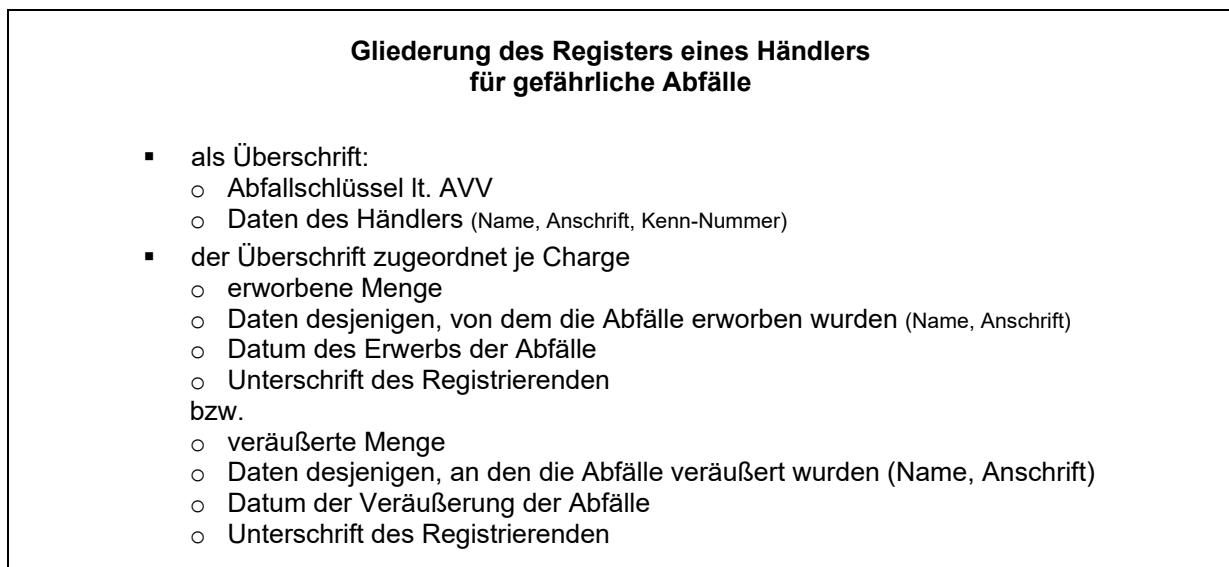 Gliederung des Registers eines Händlers
für gefährliche Abfälle
▪ als Überschrift:
o Abfallschlüssel lt. AVV
o Daten des Händlers (Name, Anschrift, Kenn-Nummer)
▪ der Überschrift zugeordnet je Charge
o erworbene Menge
o Daten desjenigen, von dem die Abfälle erworben wurden (Name, Anschrift)
o Datum des Erwerbs der Abfälle
o Unterschrift des Registrierenden
bzw.
o veräußerte Menge
o Daten desjenigen, an den die Abfälle veräußert wurden (Name, Anschrift)
o Datum der Veräußerung der Abfälle
o Unterschrift des Registrierenden